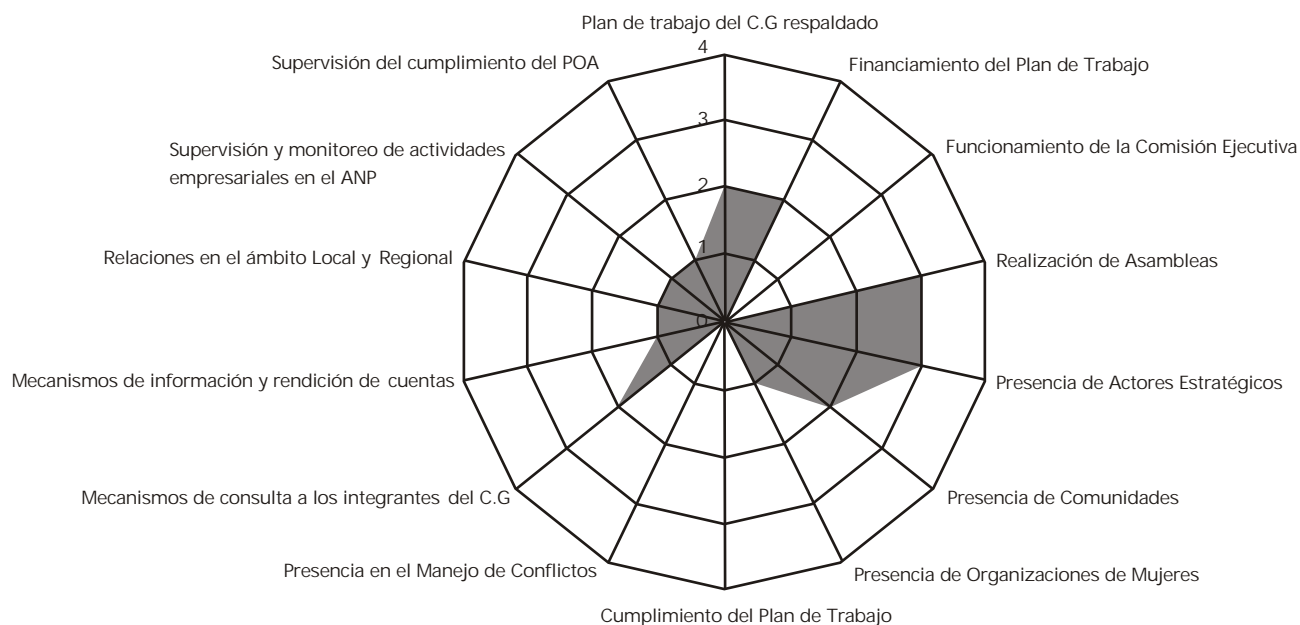 Plan de trabajo del C.G respaldado
4
Supervisión del cumplimiento del POA
Financiamiento del Plan de Trabajo
3
Supervisión y monitoreo de actividades
empresariales en el ANP
Funcionamiento de la Comisión Ejecutiva
2
1
Relaciones en el ámbito Local y Regional
Realización de Asambleas
0
Mecanismos de información y rendición de cuentas
Presencia de Actores Estratégicos
Mecanismos de consulta a los integrantes del C.G
Presencia de Comunidades
Presencia en el Manejo de Conflictos
Presencia de Organizaciones de Mujeres
Cumplimiento del Plan de Trabajo